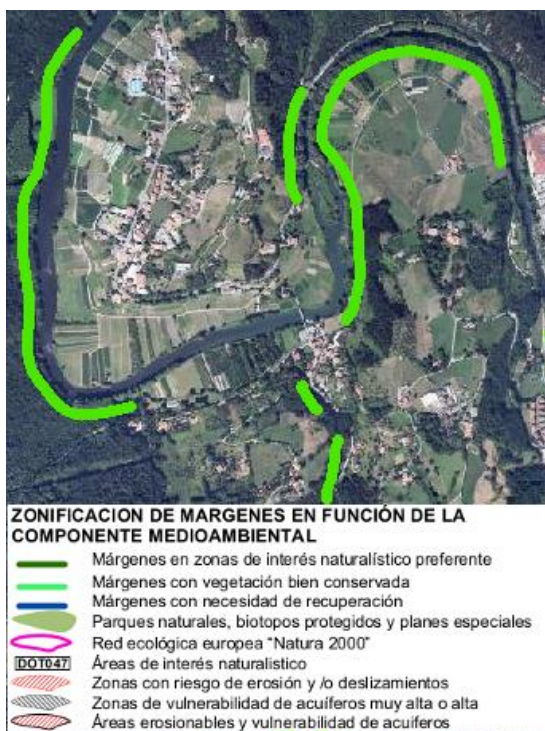 ZONIFICACION DE MARGENES EN FUNCIÓN DE LA
COMPONENTE MEDIOAMBIENTAL
Márgenes en zonas de interés naturalístico preferente
Márgenes con vegetación bien conservada
Márgenes con necesidad de recuperación
Parques naturales, biotopos protegidos y planes especiales
Red ecológica europea "Natura 2000"
DOT047 Áreas de interés naturalistico
Zonas con riesgo de erosión y /o deslizamientos
Zonas de vulnerabilidad de acuíferos muy alta o alta
Áreas erosionables y vulnerabilidad de acuíferos